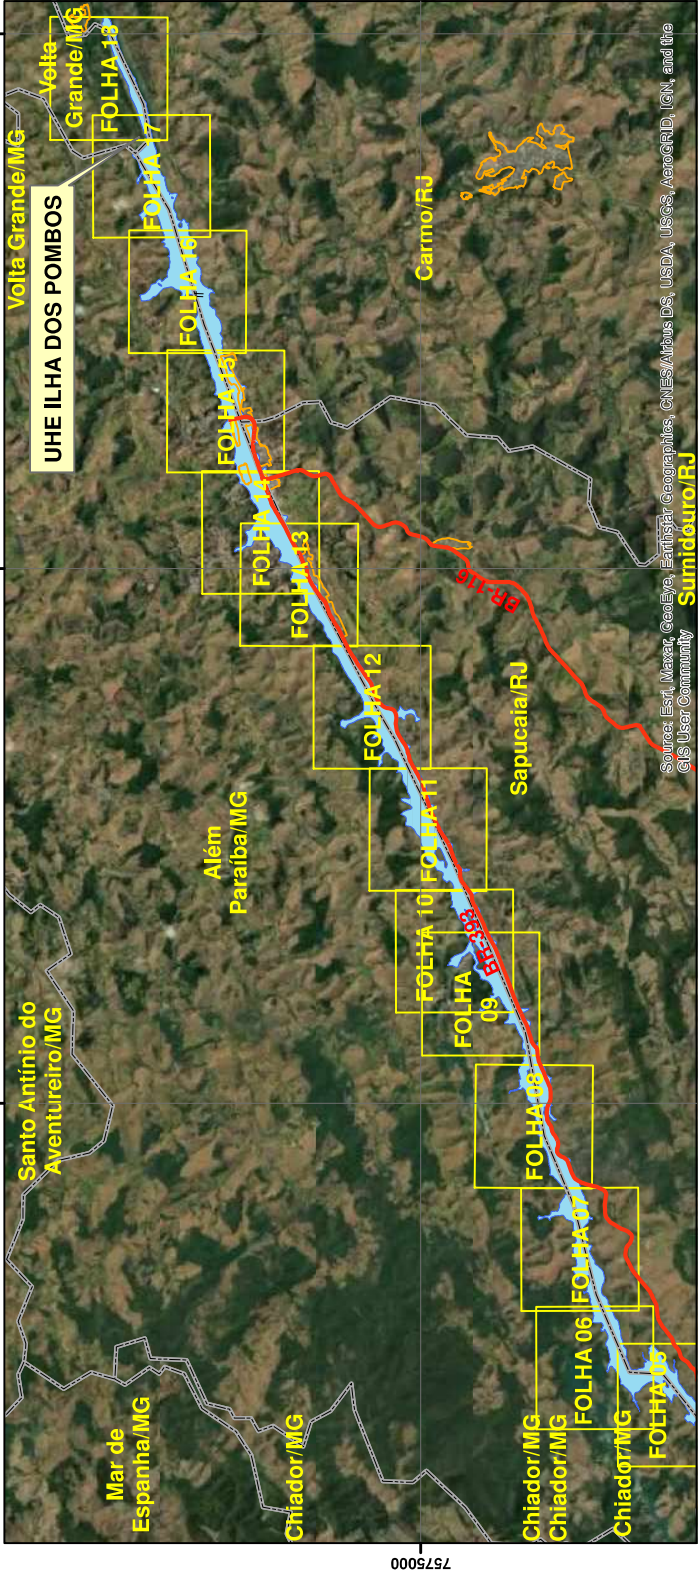 Volta Grande/MG
Volta
Grande/MG
FOLHA 18
FOLHA 17
UHE ILHA DOS POMBOS
FOLHA 16
Carmo/RJ
FOLHA 15
FOLHA 14
FOLHA 13
BR-116
Sumidouro/RJ
FOLHA 12
Sapucaia/RJ
Além
Paraíba/MG
FOLHA 11
FOLHA 10
BR-393
FOLHA
09
Santo Antínio do
Aventureiro/MG
FOLHA 08
FOLHA 07
FOLHA 06
FOLHA 05
Mar de
Espanha/MG
Chiador/MG
Chiador/MG
Chiador/MG
Chiador/MG
Source: Esri, Maxar, GeoEye, Earthstar Geographics, CNES/Airbus DS, USDA, USGS, AeroGRID, IGN, and the
GIS User Community
7575000